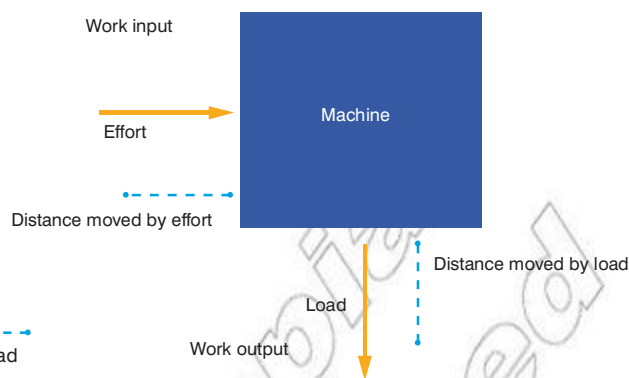 Work input
Machine
Effort
Distance moved by effort
Distance moved by load
Load
Work output